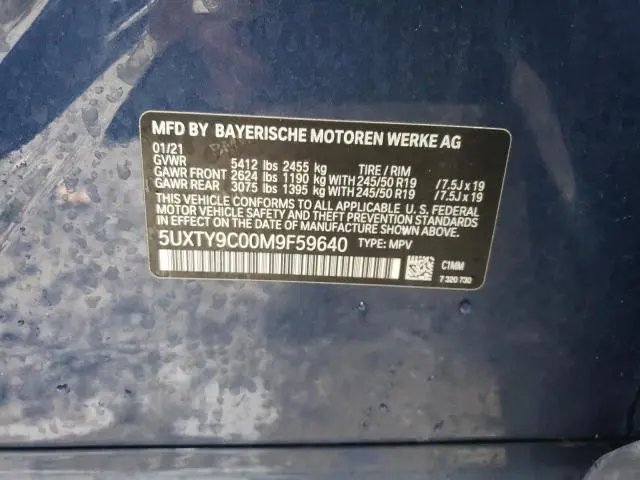 MFD BY BAYERISCHE MOTOREN WERKE AG
01/21
GVWR 5412 lbs 2455 kg TIRE / RIM
GAWR FRONT 2624 lbs 1190 kg WITH 245/50 R19 /7.5J x 19
GAWR REAR 3075 lbs 1395 kg WITH 245/50 R19 /7.5J x 19
THIS VEHICLE CONFORMS TO ALL APPLICABLE U.S. FEDERAL
MOTOR VEHICLE SAFETY STANDARDS IN EFFECT ON THE
DATE OF MANUFACTURE SHOWN ABOVE.
5UXTY9C00M9F59640 TYPE: MPV
C1MM
7 320 730